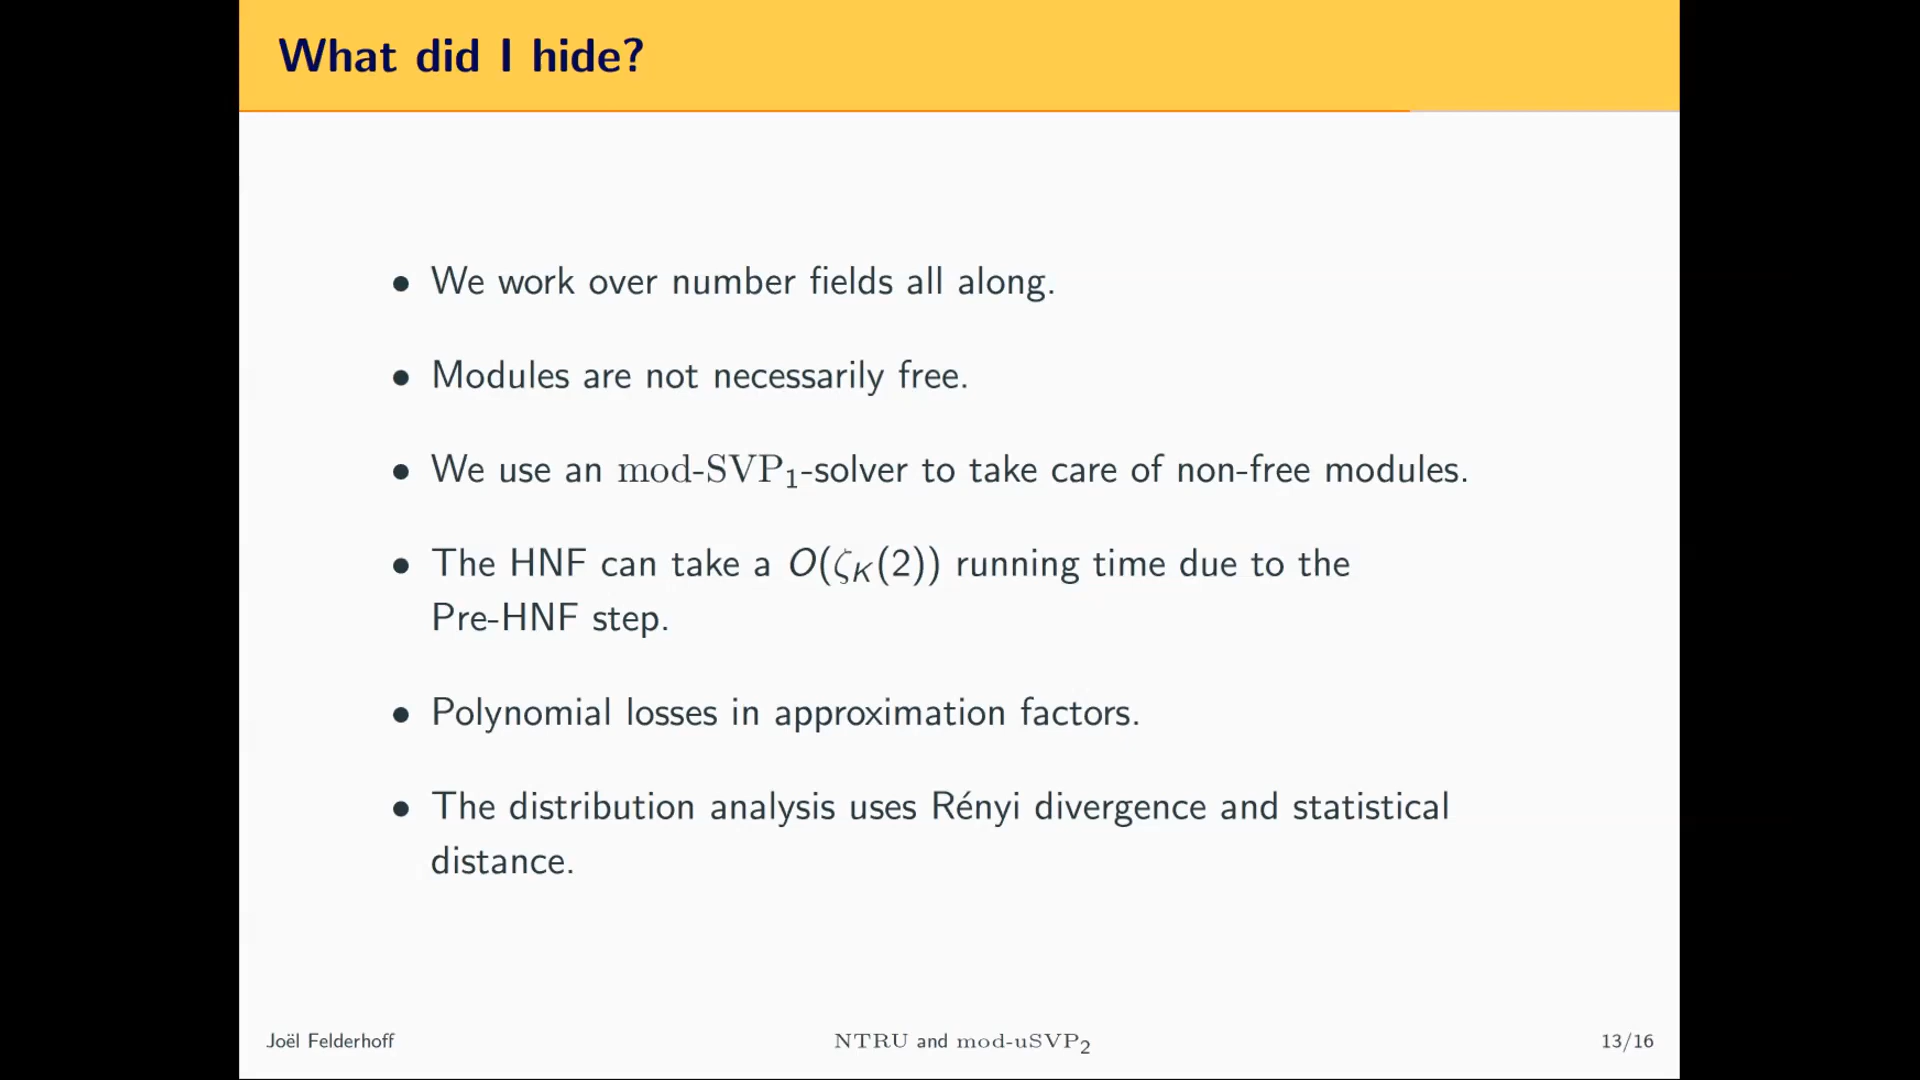 What did I hide?
• We work over number fields all along.
• Modules are not necessarily free.
• We use an mod-SVP₁-solver to take care of non-free modules.
• The HNF can take a O(ζ_K(2)) running time due to the
Pre-HNF step.
• Polynomial losses in approximation factors.
• The distribution analysis uses Rényi divergence and statistical
distance.
Joël Felderhoff NTRU and mod-uSVP₂ 13/16